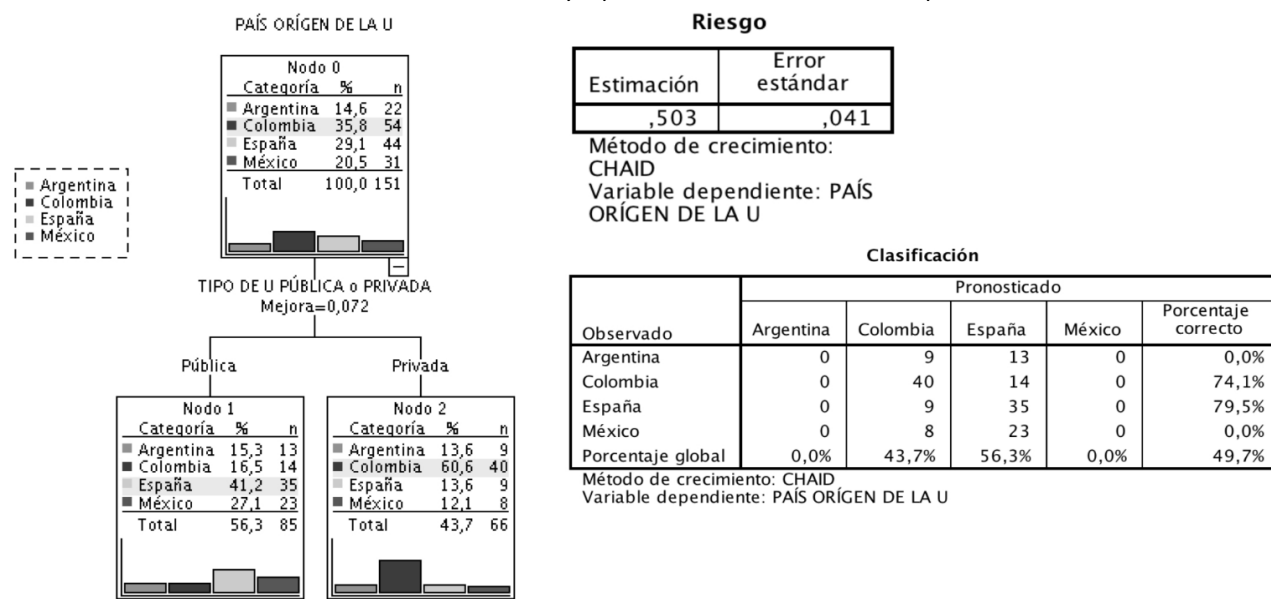 PAÍS ORÍGEN DE LA U
Nodo 0
Categoría % n
Argentina 14,6 22
Colombia 35,8 54
España 29,1 44
México 20,5 31
Total 100,0 151
Argentina
Colombia
España
México
TIPO DE U PÚBLICA o PRIVADA
Mejora=0,072
Pública
Privada
Nodo 1
Categoría % n
Argentina 15,3 13
Colombia 16,5 14
España 41,2 35
México 27,1 23
Total 56,3 85
Nodo 2
Categoría % n
Argentina 13,6 9
Colombia 60,6 40
España 13,6 9
México 12,1 8
Total 43,7 66
Riesgo
Estimación Error estándar
,503 ,041
Método de crecimiento:
CHAID
Variable dependiente: PAÍS
ORÍGEN DE LA U
Clasificación
Pronosticado
Observado Argentina Colombia España México Porcentaje correcto
Argentina 0 9 13 0 0,0%
Colombia 0 40 14 0 74,1%
España 0 9 35 0 79,5%
México 0 8 23 0 0,0%
Porcentaje global 0,0% 43,7% 56,3% 0,0% 49,7%
Método de crecimiento: CHAID
Variable dependiente: PAÍS ORÍGEN DE LA U